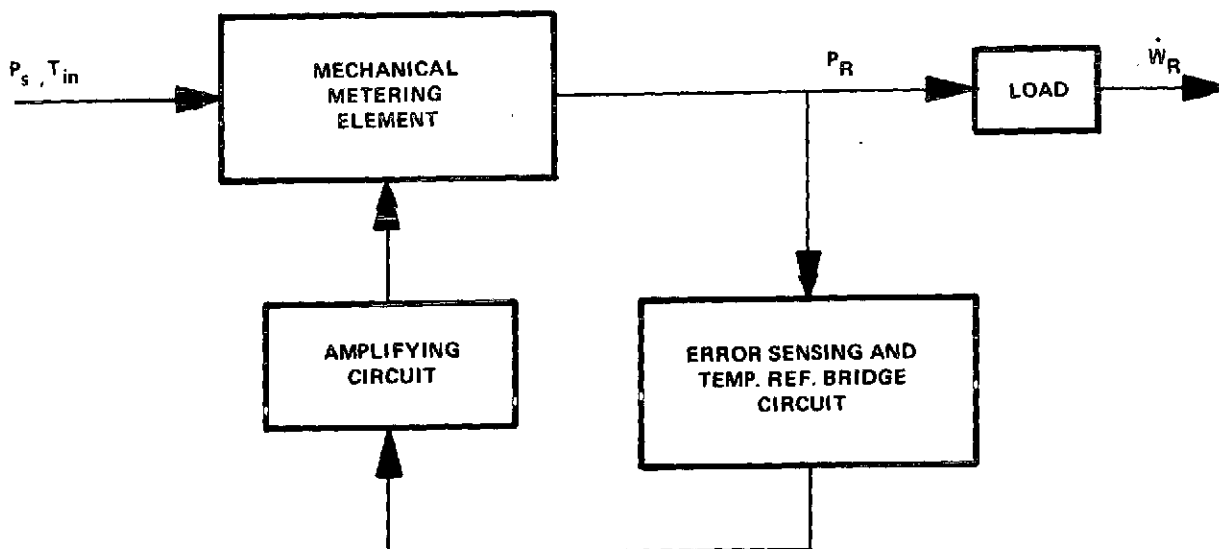 P_s , T_in
MECHANICAL
METERING
ELEMENT
P_R
LOAD
Ẇ_R
AMPLIFYING
CIRCUIT
ERROR SENSING AND
TEMP. REF. BRIDGE
CIRCUIT